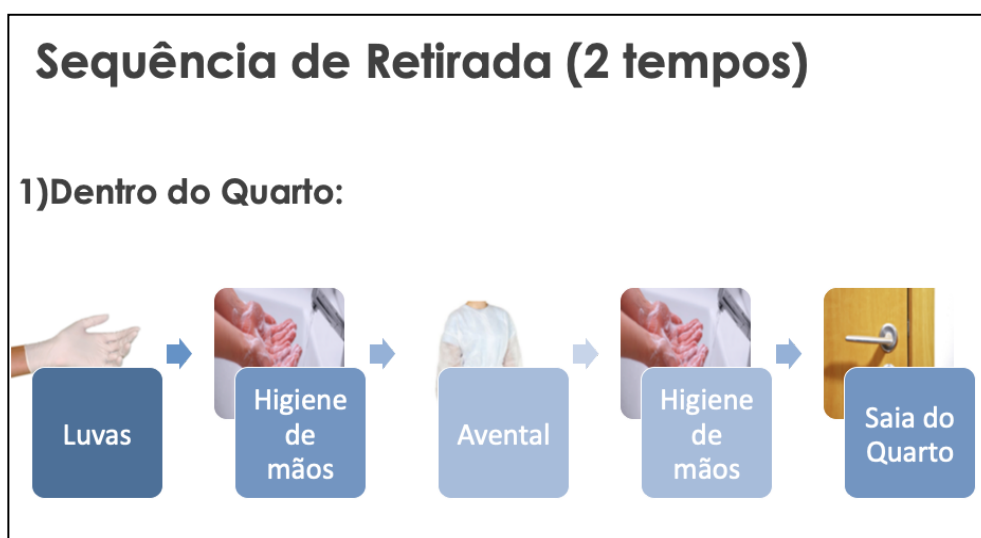 Sequência de Retirada (2 tempos)
1)Dentro do Quarto:
Luvas
Higiene
de
mãos
Avental
Higiene
de
mãos
Saia do
Quarto